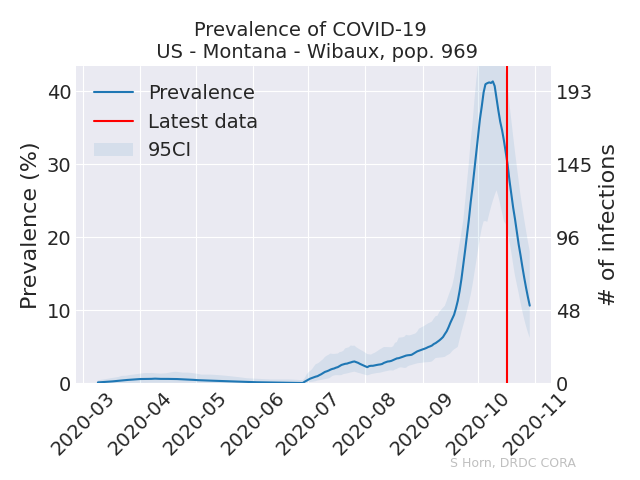 Prevalence of COVID-19
US - Montana - Wibaux, pop. 969
Prevalence
Latest data
95CI
Prevalence (%)
40
30
20
10
0
193
145
96
48
0
# of infections
2020-03
2020-04
2020-05
2020-06
2020-07
2020-08
2020-09
2020-10
2020-11
S Horn, DRDC CORA